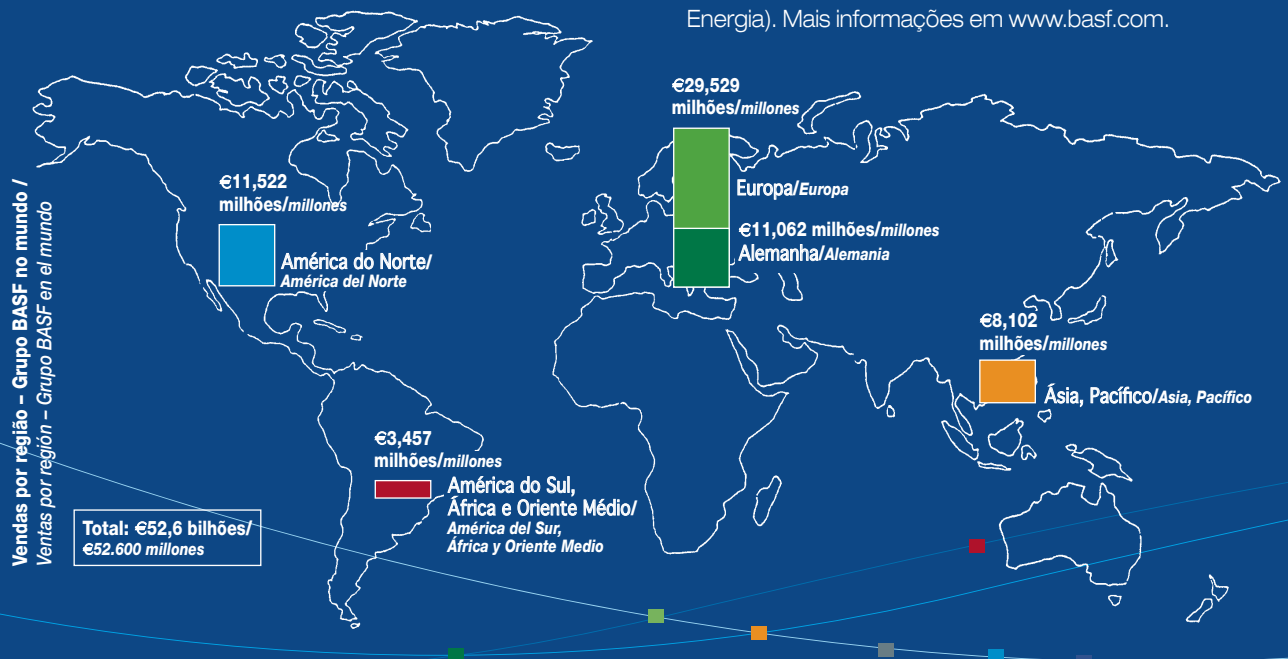 Energia). Mais informações em www.basf.com.
Vendas por região – Grupo BASF no mundo /
Ventas por región – Grupo BASF en el mundo
€11,522
milhões/millones
América do Norte/
América del Norte
€29,529
milhões/millones
Europa/Europa
€11,062 milhões/millones
Alemanha/Alemania
€8,102
milhões/millones
Ásia, Pacífico/Asia, Pacífico
€3,457
milhões/millones
América do Sul,
África e Oriente Médio/
América del Sur,
África y Oriente Medio
Total: €52,6 bilhões/
€52.600 millones